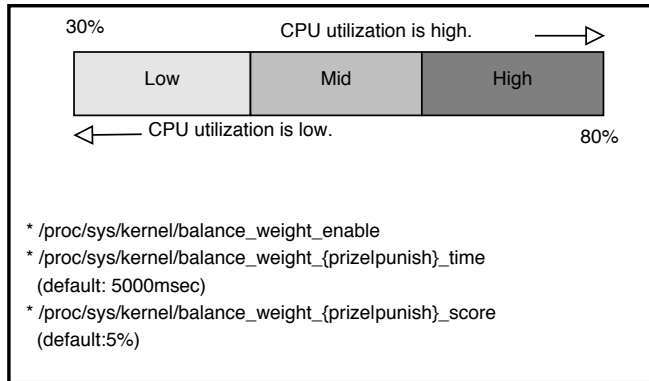 30%
CPU utilization is high.
Low
Mid
High
CPU utilization is low.
80%
* /proc/sys/kernel/balance_weight_enable
* /proc/sys/kernel/balance_weight_{prize|punish}_time
(default: 5000msec)
* /proc/sys/kernel/balance_weight_{prize|punish}_score
(default:5%)